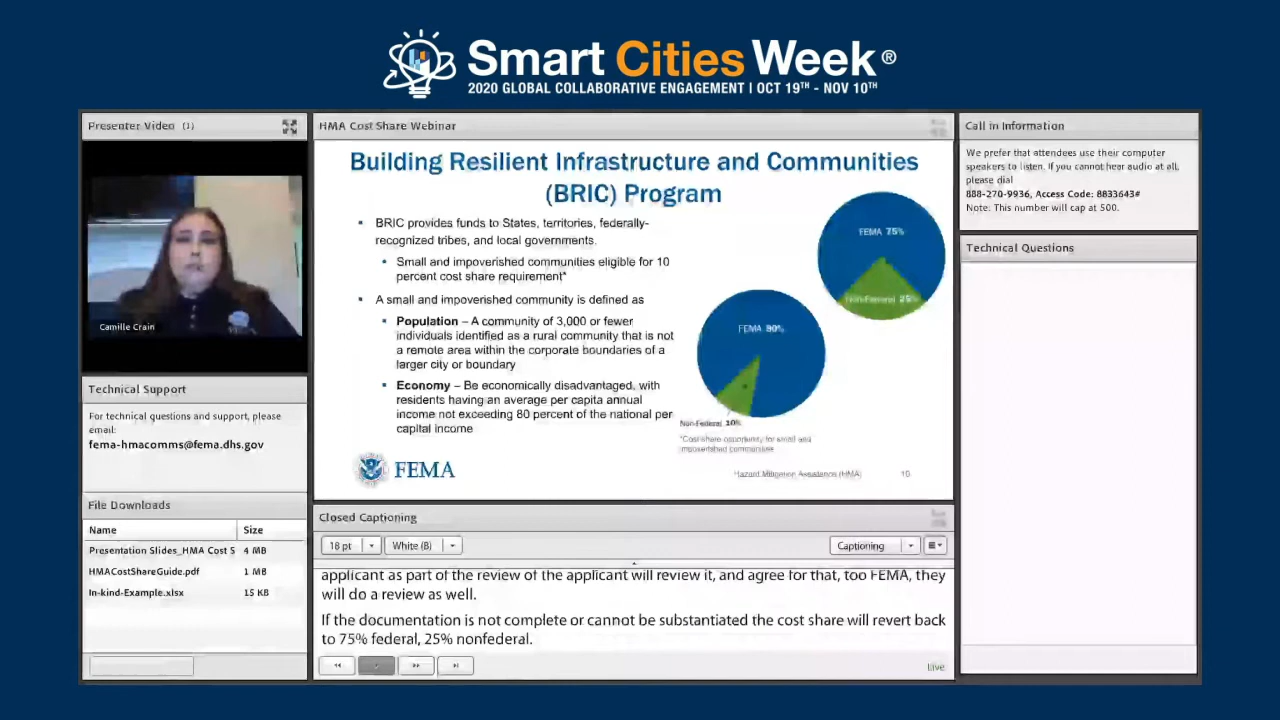 Smart Cities Week®
2020 GLOBAL COLLABORATIVE ENGAGEMENT | OCT 19TH - NOV 10TH
Presenter Video (1)
Camille Crain
Technical Support
For technical questions and support, please
email:
fema-hmacomms@fema.dhs.gov
File Downloads
Name Size
Presentation Slides_HMA Cost S 4 MB
HMACostShareGuide.pdf 1 MB
In-kind-Example.xlsx 15 KB
HMA Cost Share Webinar
Building Resilient Infrastructure and Communities
(BRIC) Program
BRIC provides funds to States, territories, federally-
recognized tribes, and local governments.
Small and impoverished communities eligible for 10
percent cost share requirement*
A small and impoverished community is defined as
Population – A community of 3,000 or fewer
individuals identified as a rural community that is not
a remote area within the corporate boundaries of a
larger city or boundary
Economy – Be economically disadvantaged, with
residents having an average per capita annual
income not exceeding 80 percent of the national per
capital income
FEMA 75%
Non-Federal 25%
FEMA 90%
Non-Federal 10%
*Cost share opportunity for small and
impoverished communities
FEMA
Hazard Mitigation Assistance (HMA) 10
Closed Captioning
18 pt White (8) Captioning
applicant as part of the review of the applicant will review it, and agree for that, too FEMA, they
will do a review as well.
If the documentation is not complete or cannot be substantiated the cost share will revert back
to 75% federal, 25% nonfederal.
live
Call in Information
We prefer that attendees use their computer
speakers to listen. If you cannot hear audio at all,
please dial
888-270-9936, Access Code: 8833643#
Note: This number will cap at 500.
Technical Questions